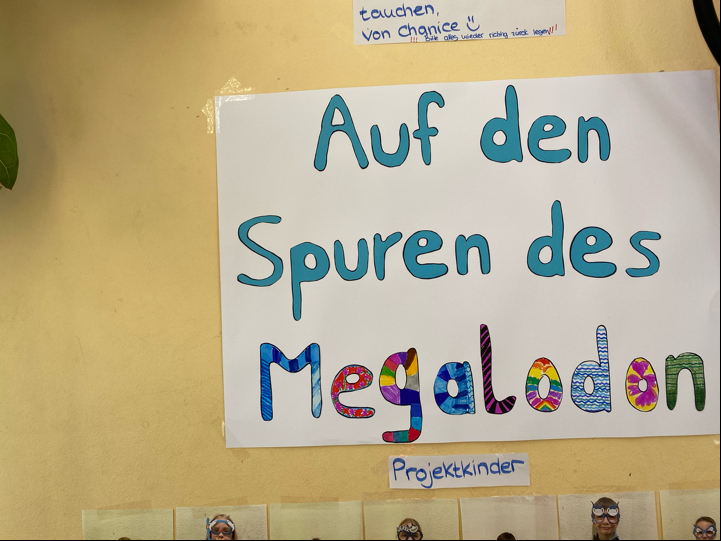 tauchen,
von Chanice
!!! Bitte alles wieder richtig zurück legen!!!
Auf den
Spuren des
Megalodon
Projektkinder